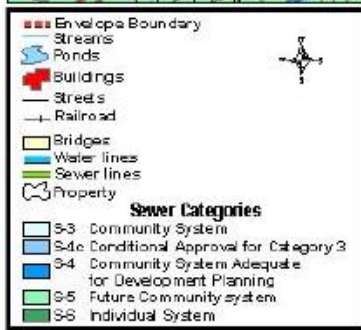 Envelope Boundary
Streams
Ponds
Buildings
Streets
Railroad
Bridges
Water lines
Sewer lines
Property
Sewer Categories
S-3 Community System
S-4c Conditional Approval for Category 3
S-4 Community System Adequate
for Development Planning
S-5 Future Community system
S-6 Individual System